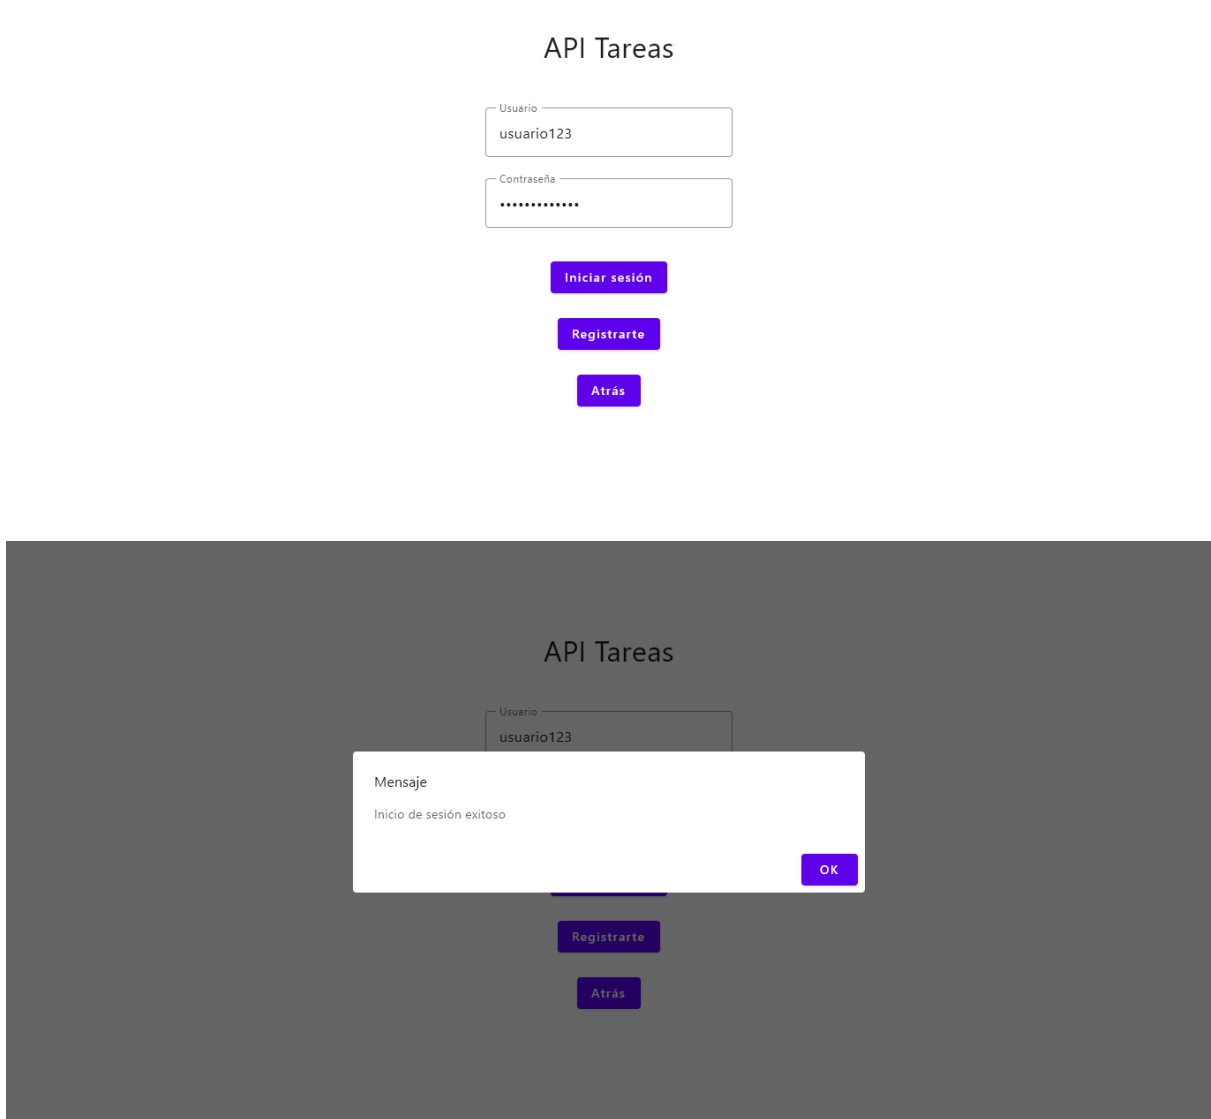 API Tareas
Usuario
usuario123
Contraseña
•••••••••••••
Iniciar sesión
Registrarte
Atrás
API Tareas
Usuario
usuario123
Mensaje
Inicio de sesión exitoso
OK
Registrarte
Atrás